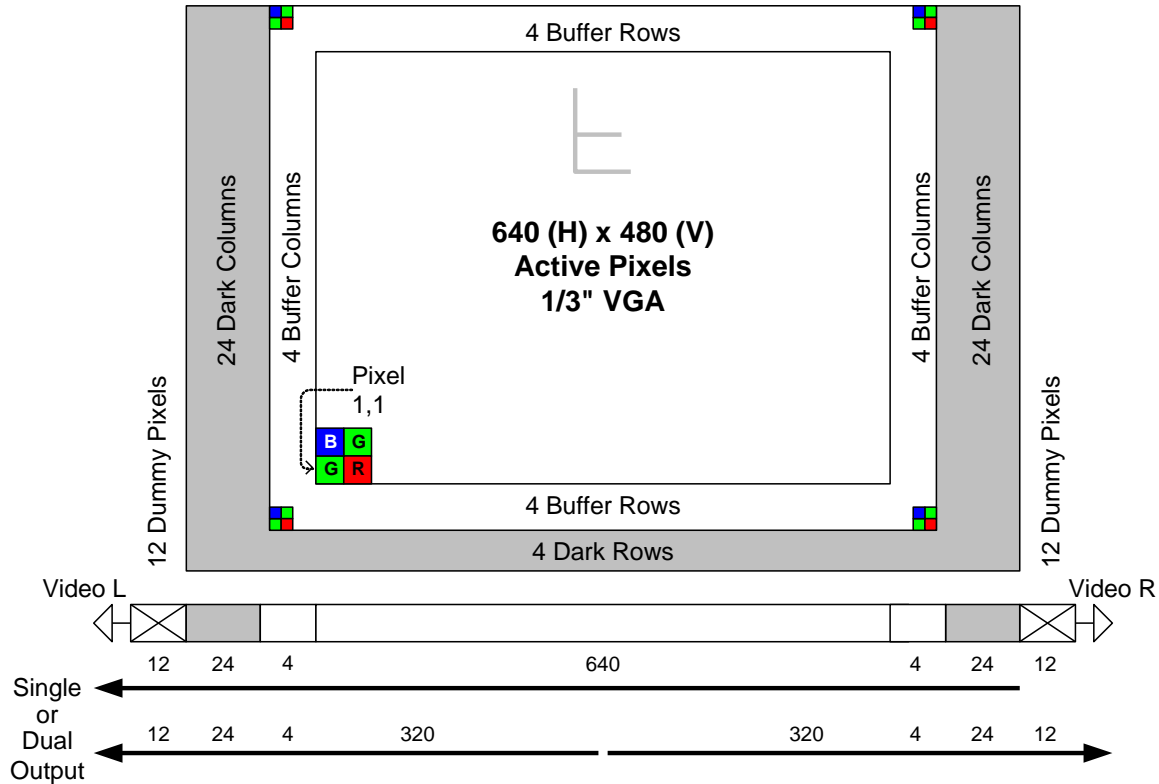 4 Buffer Rows
24 Dark Columns
4 Buffer Columns
640 (H) x 480 (V)
Active Pixels
1/3" VGA
4 Buffer Columns
24 Dark Columns
Pixel
1,1
B G
G R
12 Dummy Pixels
4 Buffer Rows
12 Dummy Pixels
4 Dark Rows
Video L
Video R
12 24 4 640 4 24 12
Single
or
Dual
Output
12 24 4 320 320 4 24 12